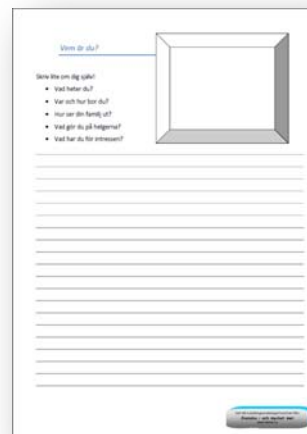 Vem är du?
Skriv lite om dig själv!
• Vad heter du?
• Var och hur bor du?
• Hur ser din familj ut?
• Vad gör du på helgerna?
• Vad har du för intressen?